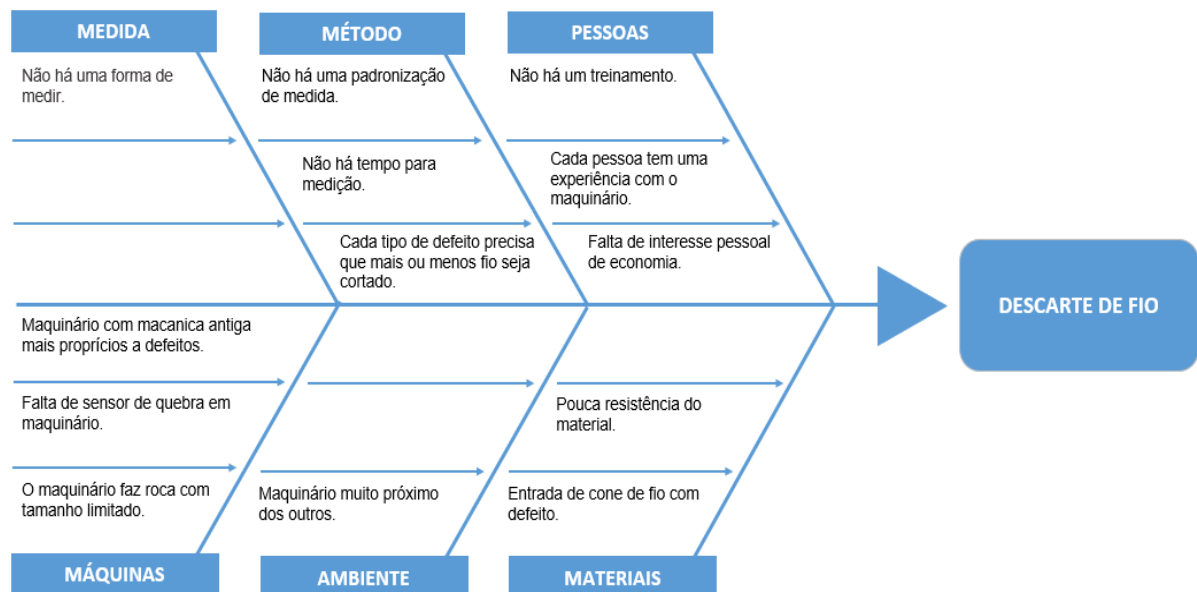 MEDIDA
Não há uma forma de
medir.
MÉTODO
Não há uma padronização
de medida.
Não há tempo para
medição.
Cada tipo de defeito precisa
que mais ou menos fio seja
cortado.
PESSOAS
Não há um treinamento.
Cada pessoa tem uma
experiência com o
maquinário.
Falta de interesse pessoal
de economia.
DESCARTE DE FIO
Maquinário com macanica antiga
mais proprícios a defeitos.
Falta de sensor de quebra em
maquinário.
O maquinário faz roca com
tamanho limitado.
MÁQUINAS
Maquinário muito próximo
dos outros.
AMBIENTE
Pouca resistência do
material.
Entrada de cone de fio com
defeito.
MATERIAIS